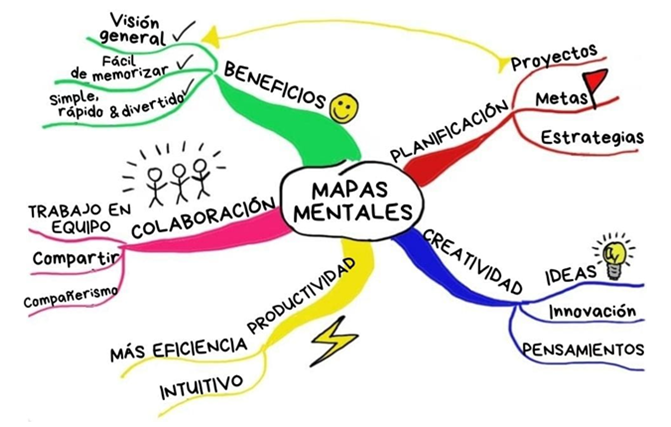 MAPAS
MENTALES
BENEFICIOS
Visión
general
Fácil
de memorizar
Simple,
rápido & divertido
PLANIFICACIÓN
Proyectos
Metas
Estrategias
CREATIVIDAD
IDEAS
Innovación
PENSAMIENTOS
PRODUCTIVIDAD
MÁS EFICIENCIA
INTUITIVO
COLABORACIÓN
TRABAJO EN
EQUIPO
Compartir
Compañerismo